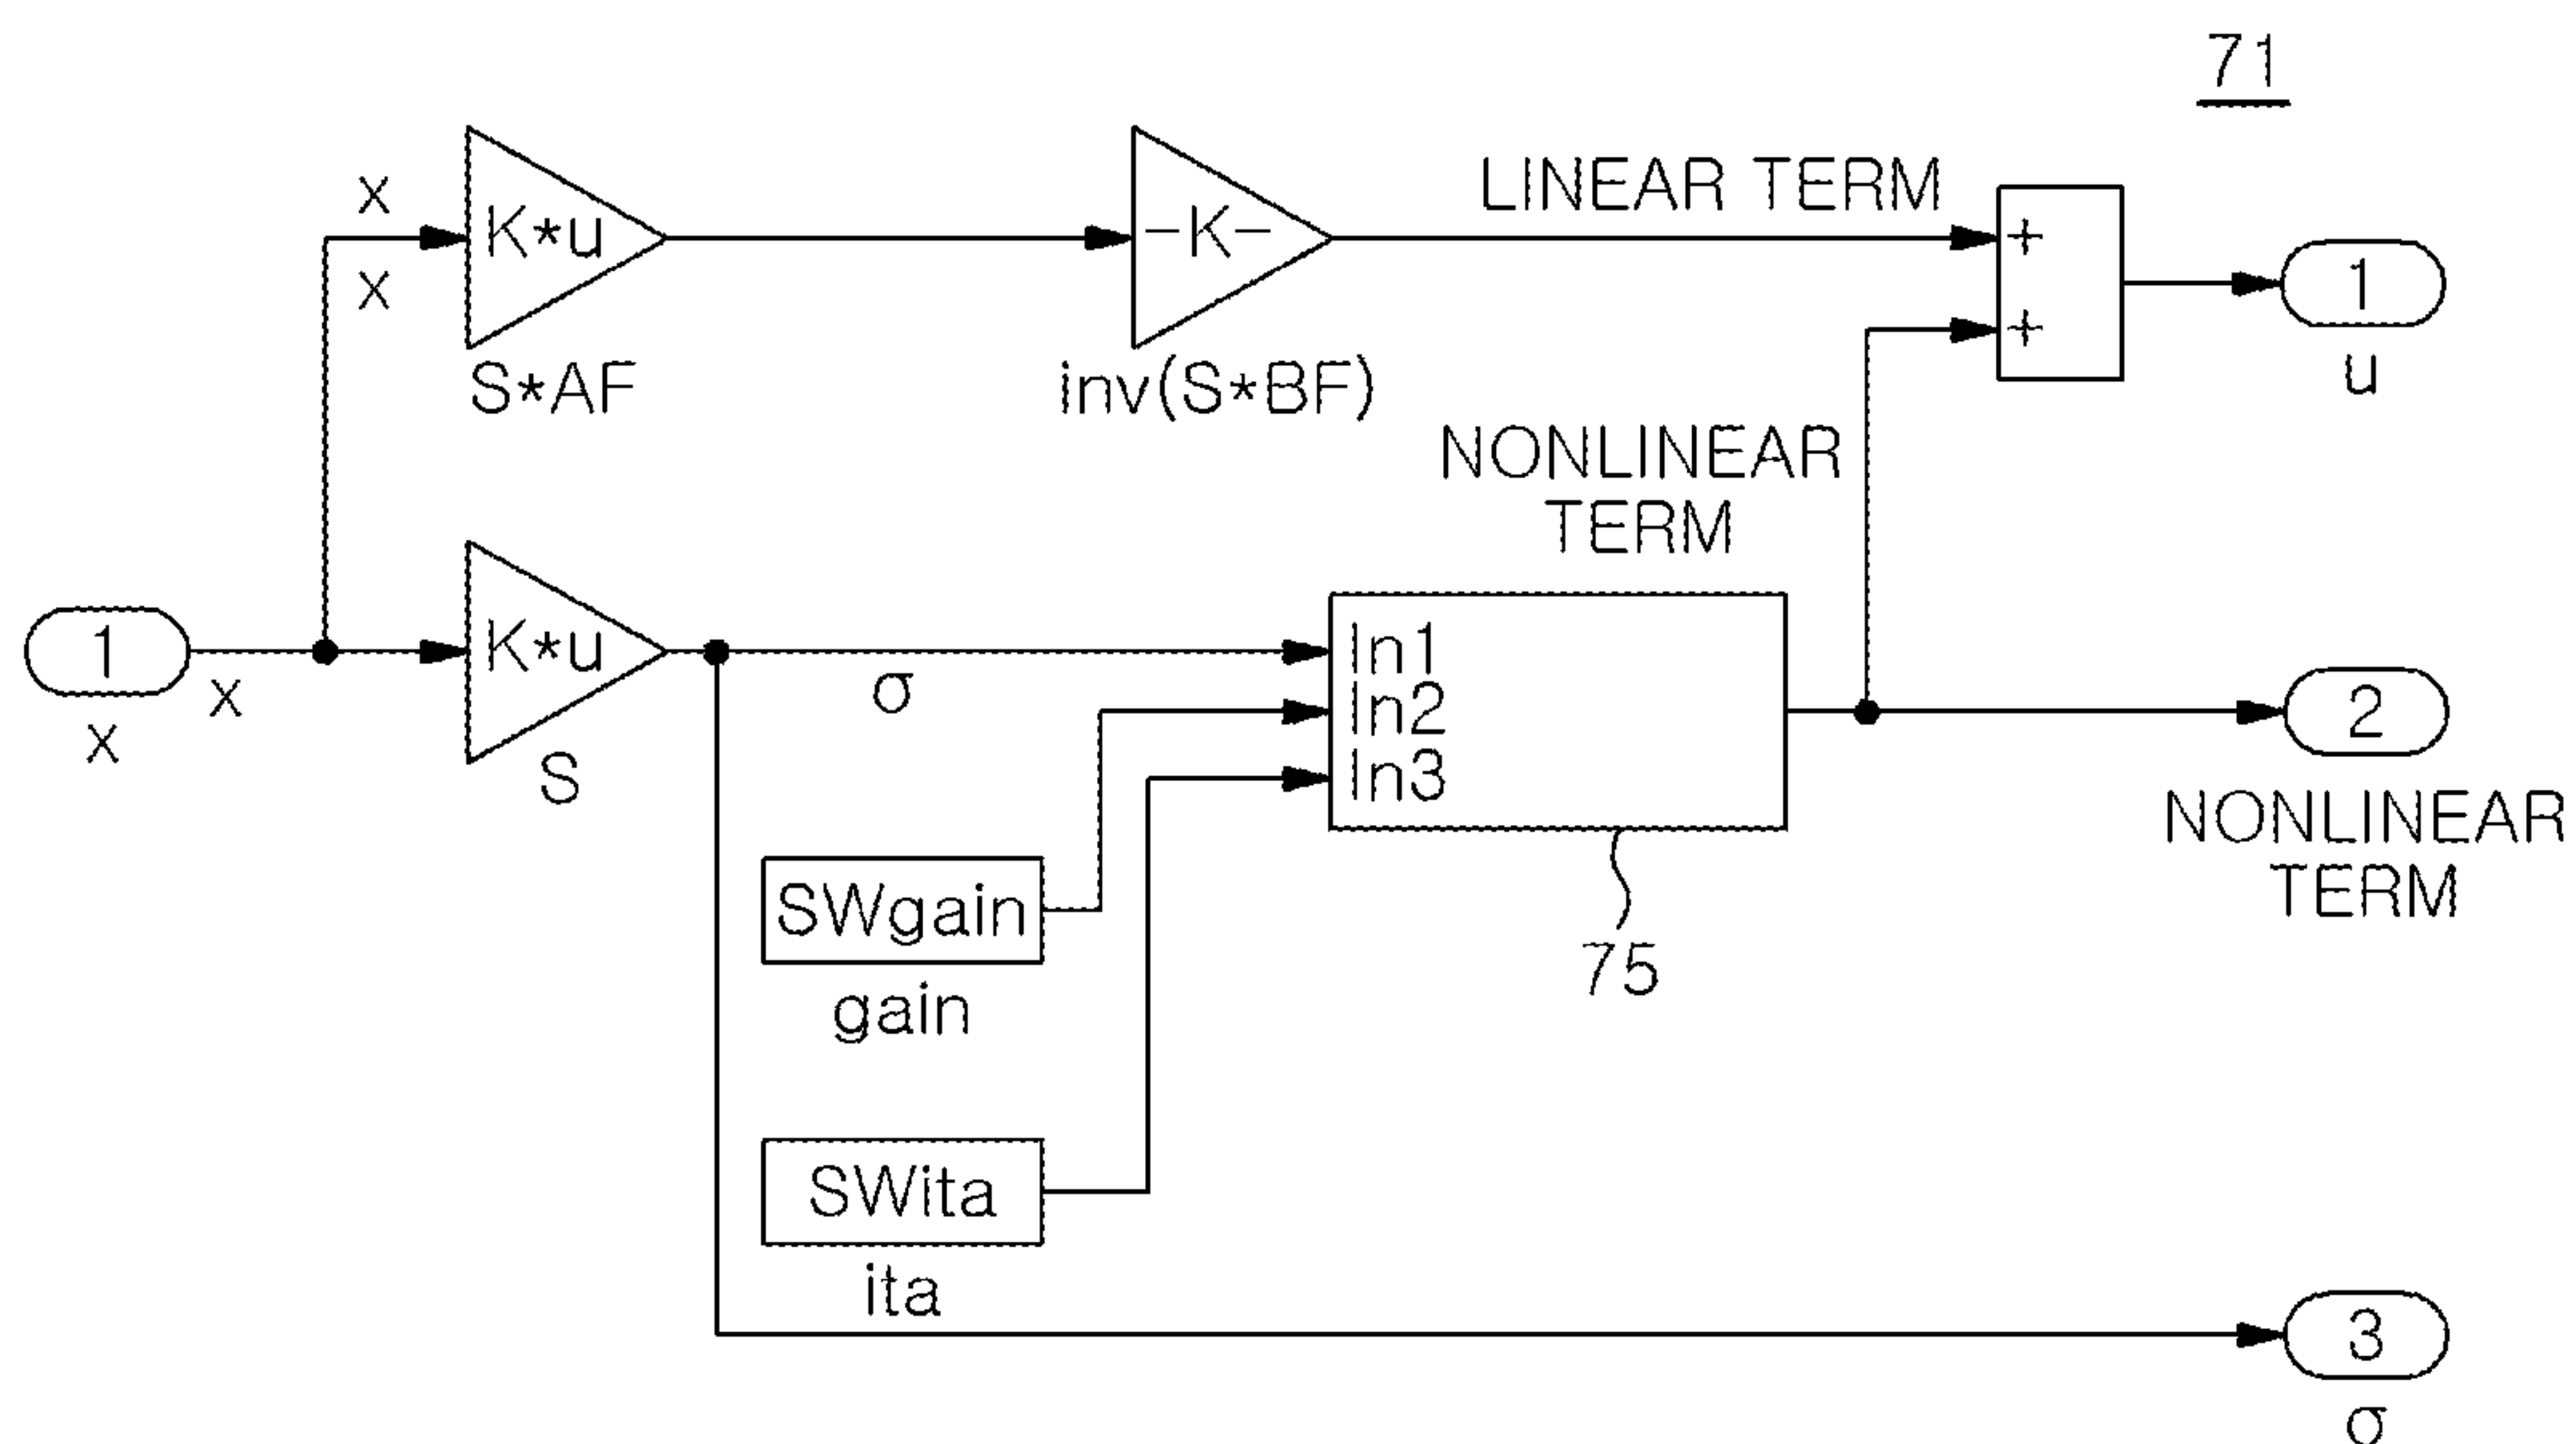 71
x
K*u
x
S*AF
-K-
inv(S*BF)
LINEAR TERM
+
+
1
u
NONLINEAR
TERM
1
x
x
K*u
S
σ
In1
In2
In3
75
2
NONLINEAR
TERM
SWgain
gain
SWita
ita
3
σ